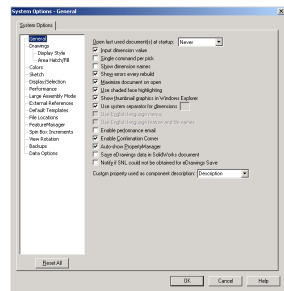 System Options - General
System Options
General
Drawings
Display Style
Area Hatch/Fill
Colors
Sketch
Display/Selection
Performance
Large Assembly Mode
External References
Default Templates
File Locations
FeatureManager
Spin Box Increments
View Rotation
Backups
Data Options
Reset All
Open last used document(s) at startup: Never
Input dimension value
Single command per pick
Show dimension names
Show errors every rebuild
Maximize document on open
Use shaded face highlighting
Show thumbnail graphics in Windows Explorer
Use system separator for dimensions
Use English language menus
Use English language feature and file names
Enable performance email
Enable Confirmation Corner
Auto-show PropertyManager
Save eDrawings data in SolidWorks document
Notify if SNL could not be obtained for eDrawings Save
Custom property used as component description: Description
OK Cancel Help